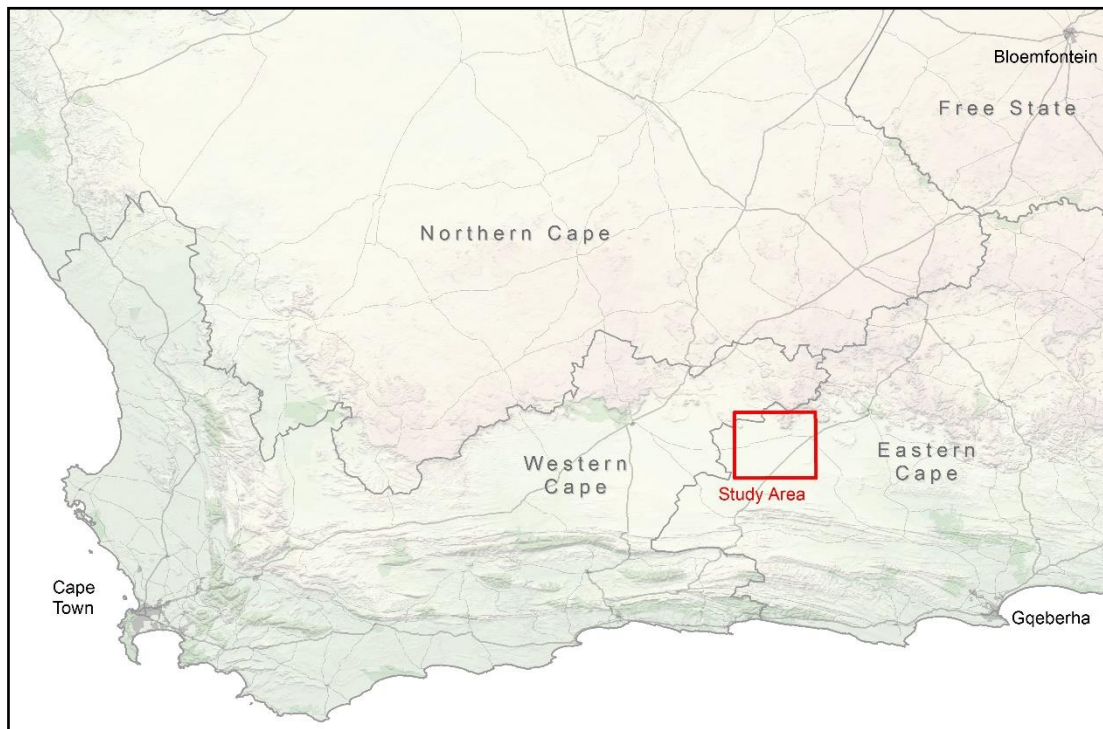 Bloemfontein
Free State
Northern Cape
Western
Cape
Eastern
Cape
Study Area
Cape
Town
Gqeberha